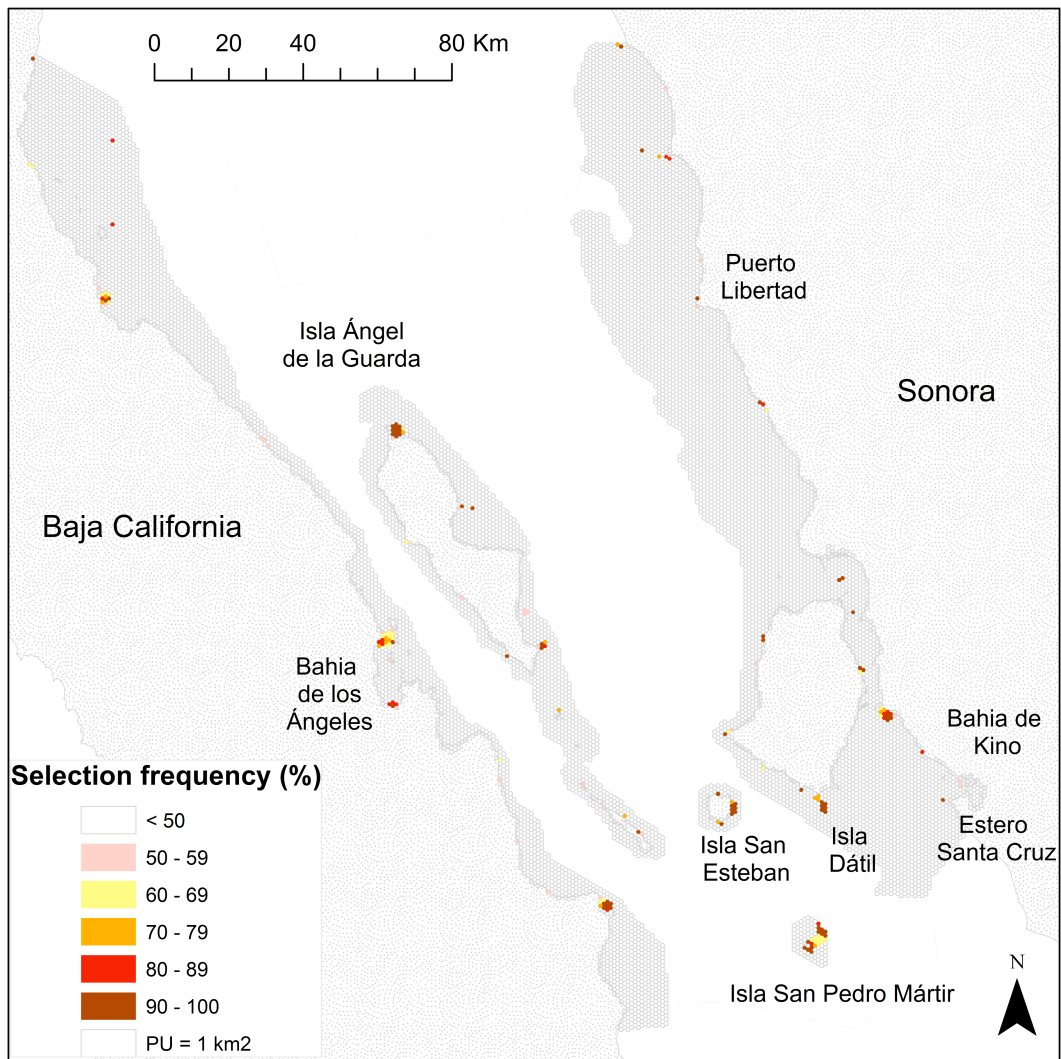 0 20 40 80 Km
Puerto
Libertad
Isla Ángel
de la Guarda
Sonora
Baja California
Bahia
de los
Ángeles
Bahia de
Kino
Selection frequency (%)
< 50
50 - 59
60 - 69
70 - 79
80 - 89
90 - 100
PU = 1 km2
Isla San
Esteban
Isla
Dátil
Estero
Santa Cruz
Isla San Pedro Mártir
N